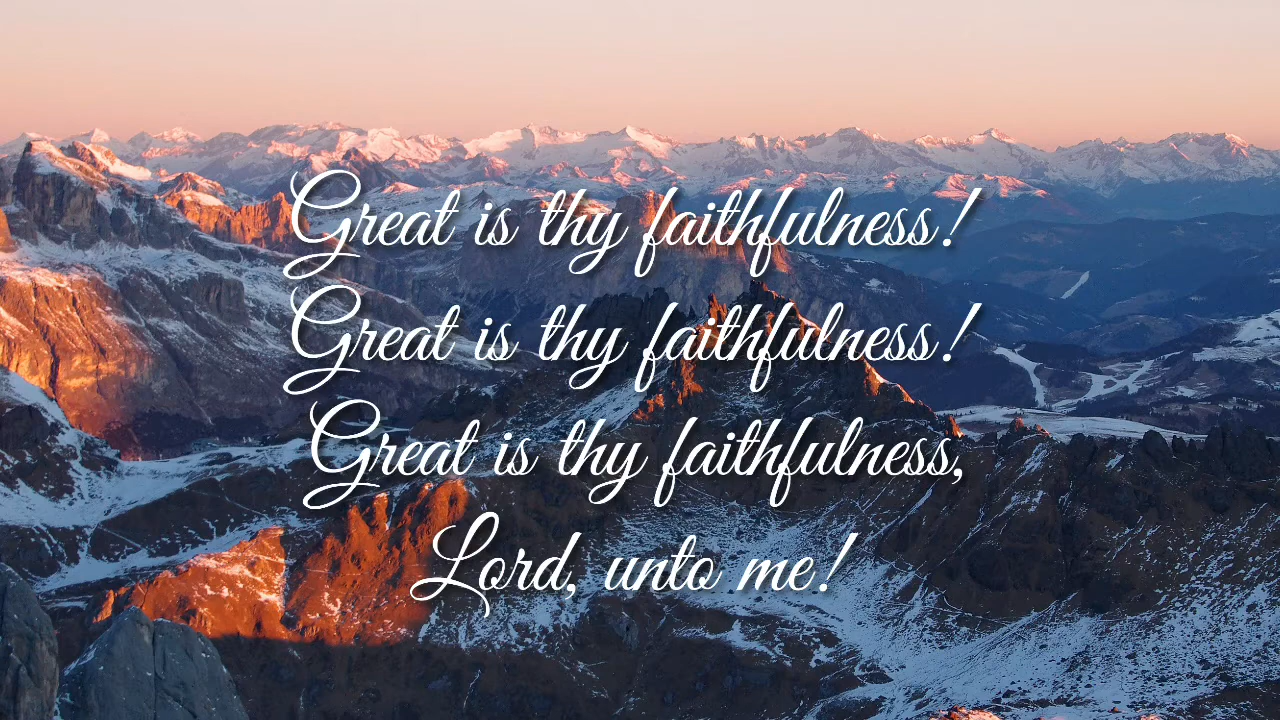 Great is thy faithfulness!
Great is thy faithfulness!
Great is thy faithfulness,
Lord, unto me!